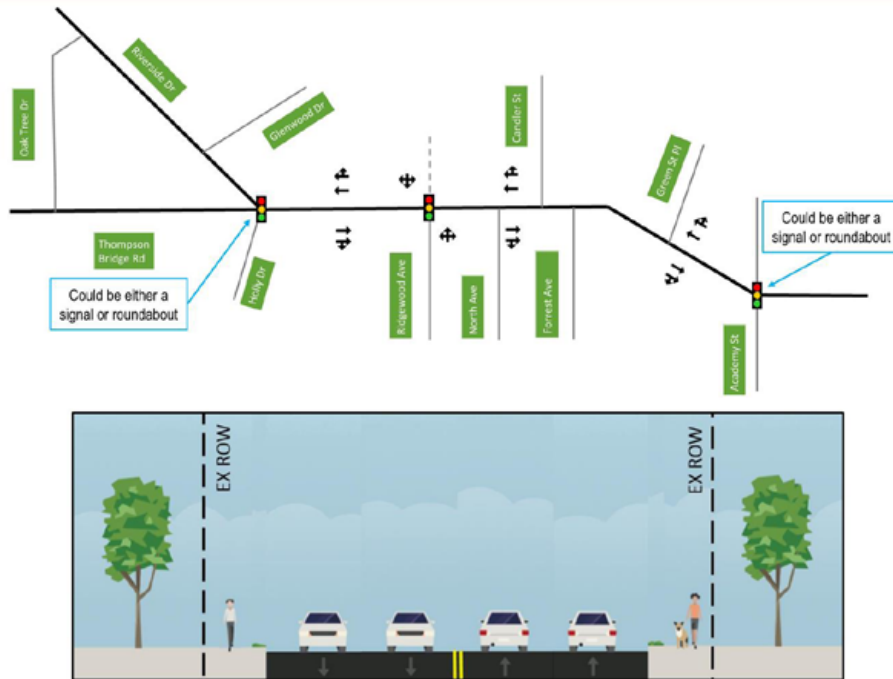 Oak Tree Dr
Riverside Dr
Glenwood Dr
Candler St
Green St Pl
Could be either a
signal or roundabout
Thompson
Bridge Rd
Could be either a
signal or roundabout
Holly Dr
Ridgewood Ave
North Ave
Forrest Ave
Academy St
EX ROW
EX ROW